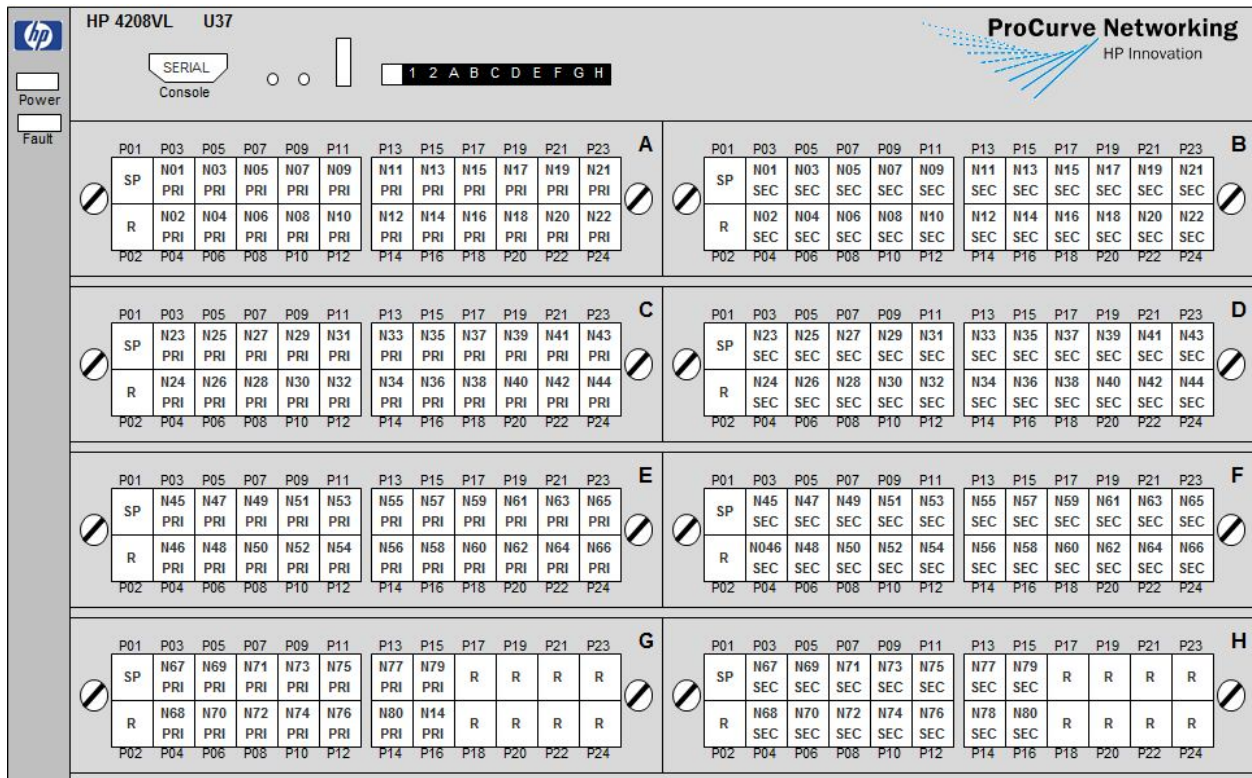 hp
HP 4208VL U37
ProCurve Networking
HP Innovation
SERIAL
Console
1 2 A B C D E F G H
Power
Fault
A
P01 P03 P05 P07 P09 P11 P13 P15 P17 P19 P21 P23
SP N01 N03 N05 N07 N09 N11 N13 N15 N17 N19 N21
PRI PRI PRI PRI PRI PRI PRI PRI PRI PRI PRI
R N02 N04 N06 N08 N10 N12 N14 N16 N18 N20 N22
PRI PRI PRI PRI PRI PRI PRI PRI PRI PRI PRI
P02 P04 P06 P08 P10 P12 P14 P16 P18 P20 P22 P24
B
P01 P03 P05 P07 P09 P11 P13 P15 P17 P19 P21 P23
SP N01 N03 N05 N07 N09 N11 N13 N15 N17 N19 N21
SEC SEC SEC SEC SEC SEC SEC SEC SEC SEC SEC
R N02 N04 N06 N08 N10 N12 N14 N16 N18 N20 N22
SEC SEC SEC SEC SEC SEC SEC SEC SEC SEC SEC
P02 P04 P06 P08 P10 P12 P14 P16 P18 P20 P22 P24
C
P01 P03 P05 P07 P09 P11 P13 P15 P17 P19 P21 P23
SP N23 N25 N27 N29 N31 N33 N35 N37 N39 N41 N43
PRI PRI PRI PRI PRI PRI PRI PRI PRI PRI PRI
R N24 N26 N28 N30 N32 N34 N36 N38 N40 N42 N44
PRI PRI PRI PRI PRI PRI PRI PRI PRI PRI PRI
P02 P04 P06 P08 P10 P12 P14 P16 P18 P20 P22 P24
D
P01 P03 P05 P07 P09 P11 P13 P15 P17 P19 P21 P23
SP N23 N25 N27 N29 N31 N33 N35 N37 N39 N41 N43
SEC SEC SEC SEC SEC SEC SEC SEC SEC SEC SEC
R N24 N26 N28 N30 N32 N34 N36 N38 N40 N42 N44
SEC SEC SEC SEC SEC SEC SEC SEC SEC SEC SEC
P02 P04 P06 P08 P10 P12 P14 P16 P18 P20 P22 P24
E
P01 P03 P05 P07 P09 P11 P13 P15 P17 P19 P21 P23
SP N45 N47 N49 N51 N53 N55 N57 N59 N61 N63 N65
PRI PRI PRI PRI PRI PRI PRI PRI PRI PRI PRI
R N46 N48 N50 N52 N54 N56 N58 N60 N62 N64 N66
PRI PRI PRI PRI PRI PRI PRI PRI PRI PRI PRI
P02 P04 P06 P08 P10 P12 P14 P16 P18 P20 P22 P24
F
P01 P03 P05 P07 P09 P11 P13 P15 P17 P19 P21 P23
SP N45 N47 N49 N51 N53 N55 N57 N59 N61 N63 N65
SEC SEC SEC SEC SEC SEC SEC SEC SEC SEC SEC
R N046 N48 N50 N52 N54 N56 N58 N60 N62 N64 N66
SEC SEC SEC SEC SEC SEC SEC SEC SEC SEC SEC
P02 P04 P06 P08 P10 P12 P14 P16 P18 P20 P22 P24
G
P01 P03 P05 P07 P09 P11 P13 P15 P17 P19 P21 P23
SP N67 N69 N71 N73 N75 N77 N79 R R R R
PRI PRI PRI PRI PRI PRI PRI
R N68 N70 N72 N74 N76 N80 N14 R R R R
PRI PRI PRI PRI PRI PRI PRI
P02 P04 P06 P08 P10 P12 P14 P16 P18 P20 P22 P24
H
P01 P03 P05 P07 P09 P11 P13 P15 P17 P19 P21 P23
SP N67 N69 N71 N73 N75 N77 N79 R R R R
SEC SEC SEC SEC SEC SEC SEC
R N68 N70 N72 N74 N76 N78 N80 R R R R
SEC SEC SEC SEC SEC SEC SEC
P02 P04 P06 P08 P10 P12 P14 P16 P18 P20 P22 P24